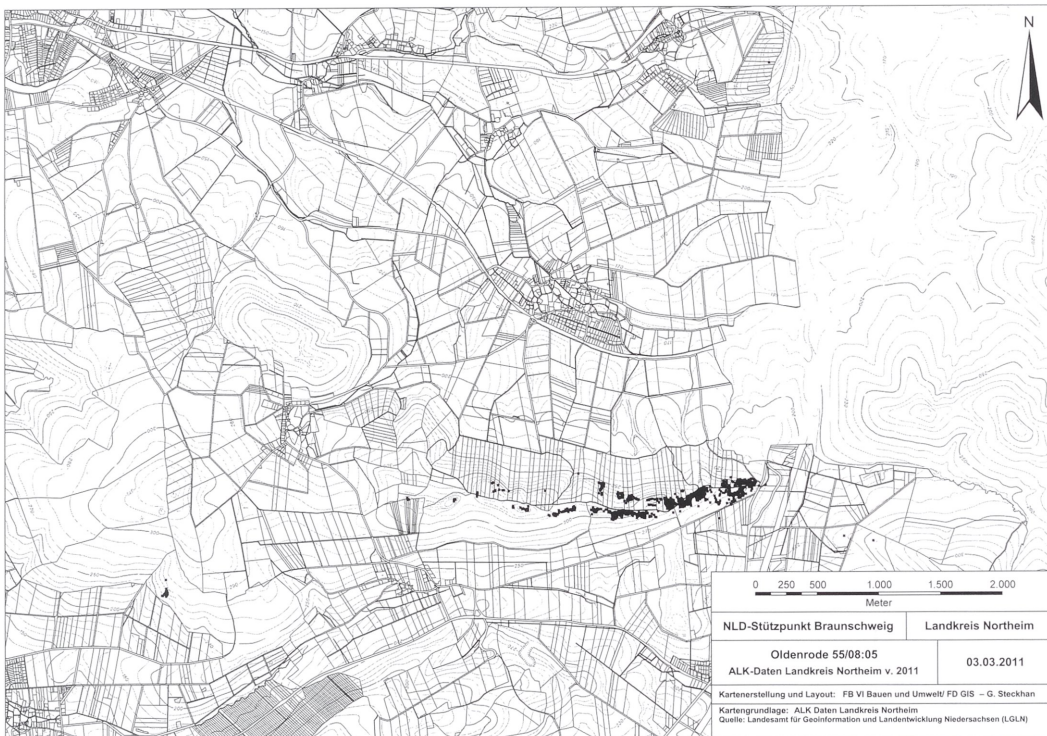 N
0 250 500 1.000 1.500 2.000
Meter
NLD-Stützpunkt Braunschweig
Landkreis Northeim
Oldenrode 55/08:05
ALK-Daten Landkreis Northeim v. 2011
03.03.2011
Kartenerstellung und Layout: FB VI Bauen und Umwelt/ FD GIS – G. Steckhan
Kartengrundlage: ALK Daten Landkreis Northeim
Quelle: Landesamt für Geoinformation und Landentwicklung Niedersachsen (LGLN)